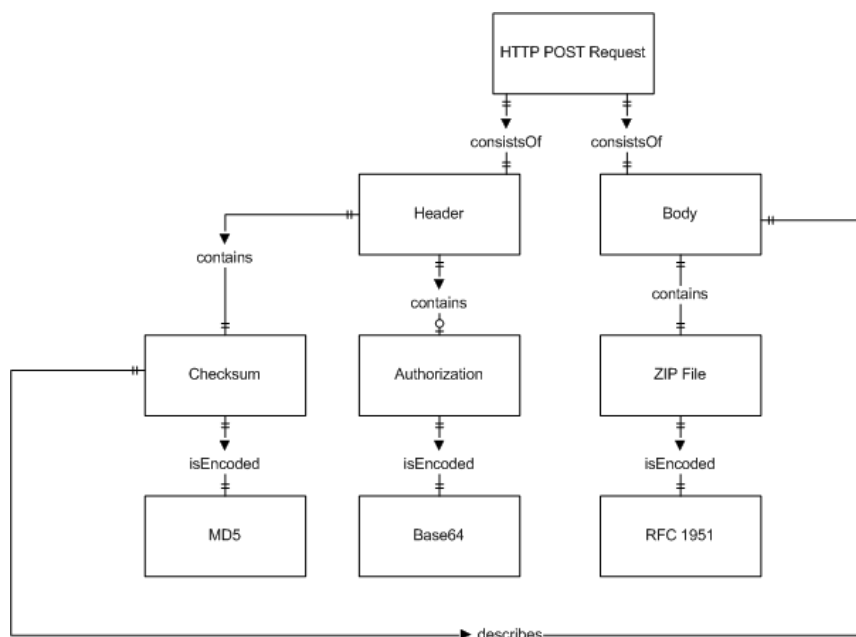 HTTP POST Request
consistsOf
consistsOf
Header
Body
contains
contains
contains
Checksum
Authorization
ZIP File
isEncoded
isEncoded
isEncoded
MD5
Base64
RFC 1951
describes